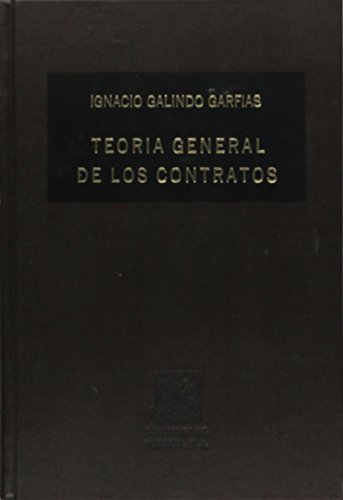 IGNACIO GALINDO GARFIAS
TEORIA GENERAL
DE LOS CONTRATOS